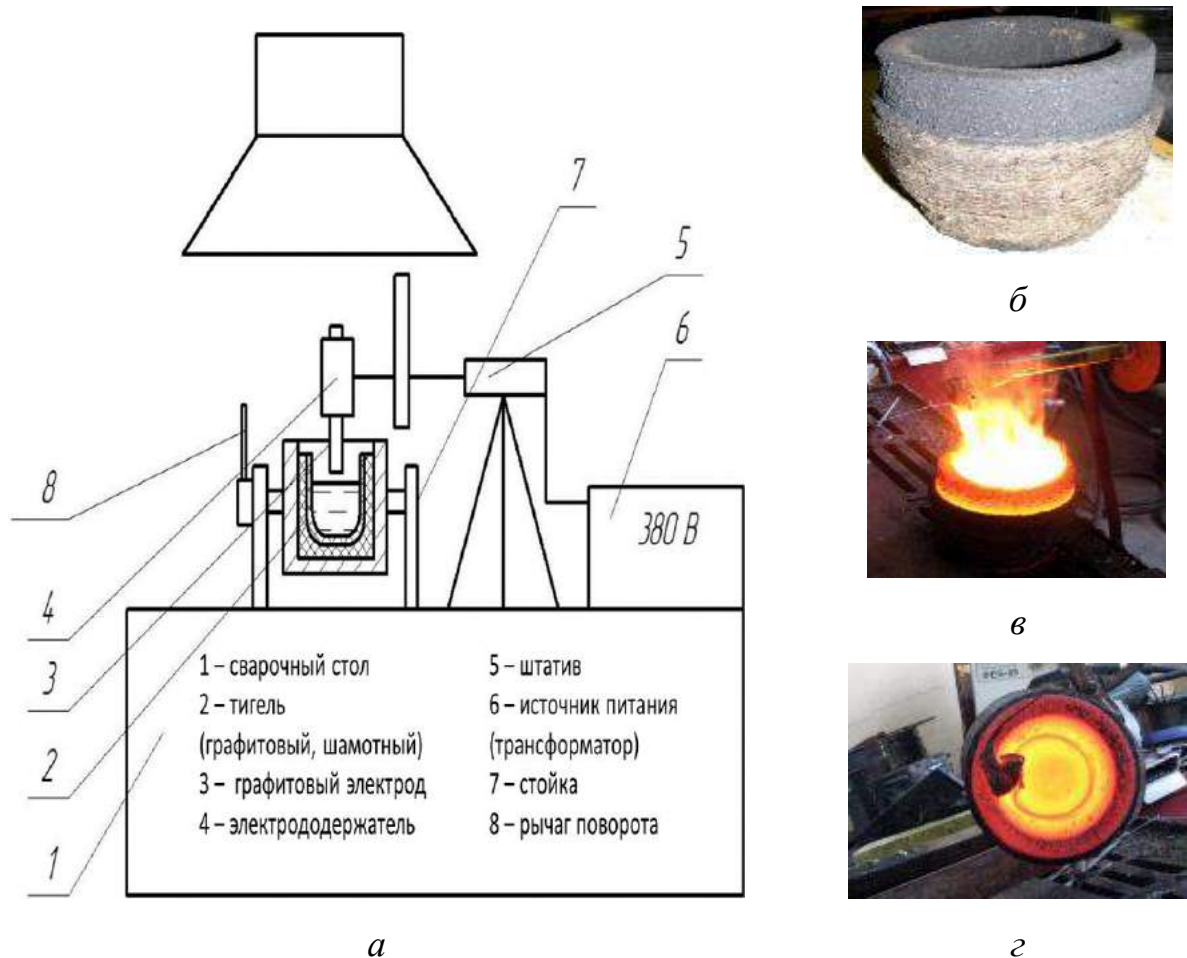 7
5
6
8
380 В
4
3
2
1
1 – сварочный стол
2 – тигель
(графитовый, шамотный)
3 – графитовый электрод
4 – электрододержатель
5 – штатив
6 – источник питания
(трансформатор)
7 – стойка
8 – рычаг поворота
а
б
в
г